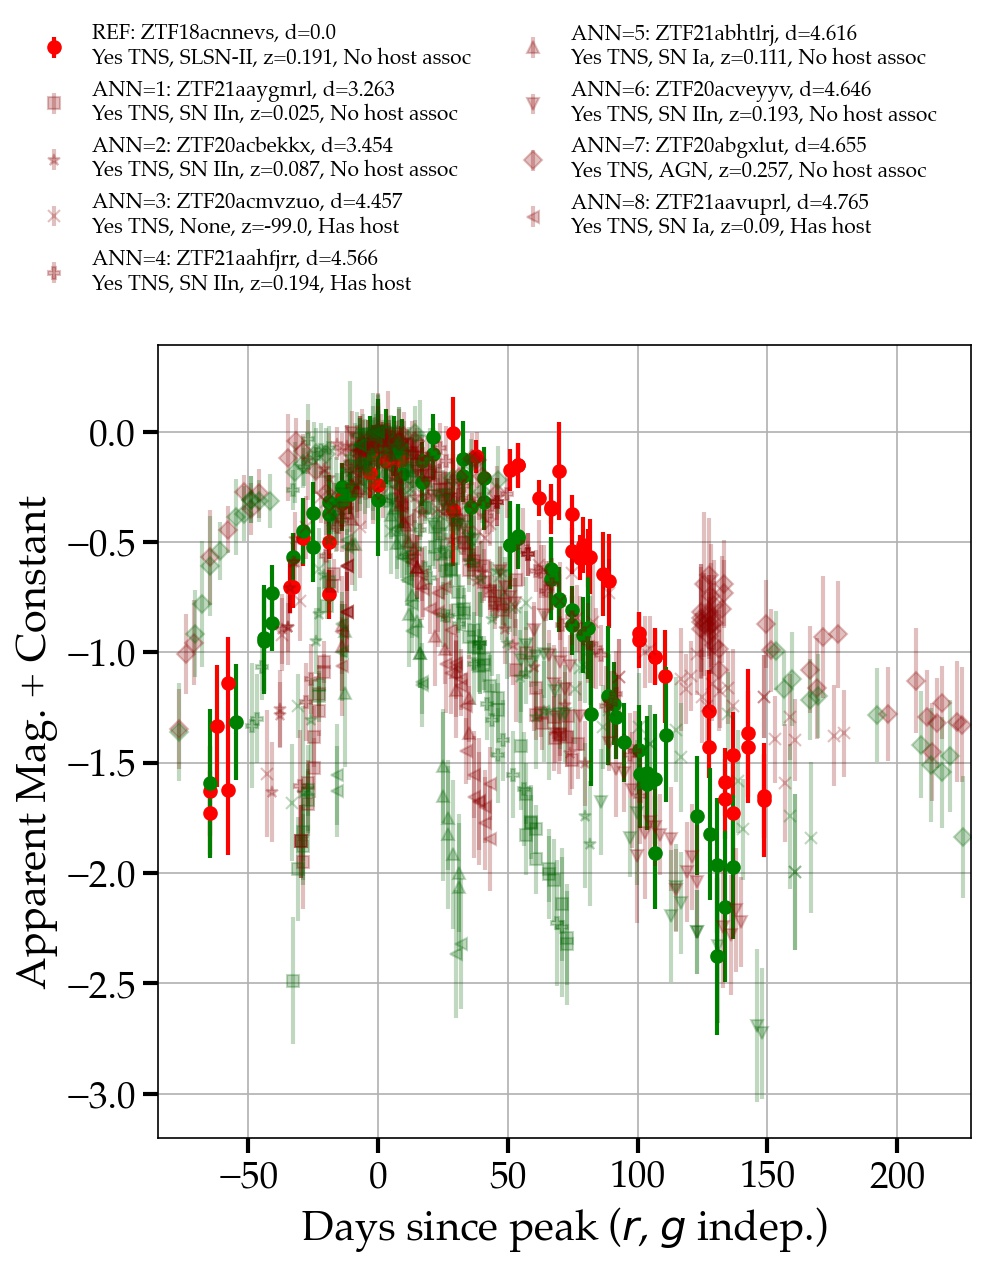 REF: ZTF18acnnevs, d=0.0
Yes TNS, SLSN-II, z=0.191, No host assoc
ANN=1: ZTF21aaygmrl, d=3.263
Yes TNS, SN IIn, z=0.025, No host assoc
ANN=2: ZTF20acbekkx, d=3.454
Yes TNS, SN IIn, z=0.087, No host assoc
ANN=3: ZTF20acmvzuo, d=4.457
Yes TNS, None, z=-99.0, Has host
ANN=4: ZTF21aahfjrr, d=4.566
Yes TNS, SN IIn, z=0.194, Has host
ANN=5: ZTF21abhtlrj, d=4.616
Yes TNS, SN Ia, z=0.111, No host assoc
ANN=6: ZTF20acveyyv, d=4.646
Yes TNS, SN IIn, z=0.193, No host assoc
ANN=7: ZTF20abgxlut, d=4.655
Yes TNS, AGN, z=0.257, No host assoc
ANN=8: ZTF21aavuprl, d=4.765
Yes TNS, SN Ia, z=0.09, Has host
Apparent Mag. + Constant
0.0
−0.5
−1.0
−1.5
−2.0
−2.5
−3.0
−50 0 50 100 150 200
Days since peak (r, g indep.)